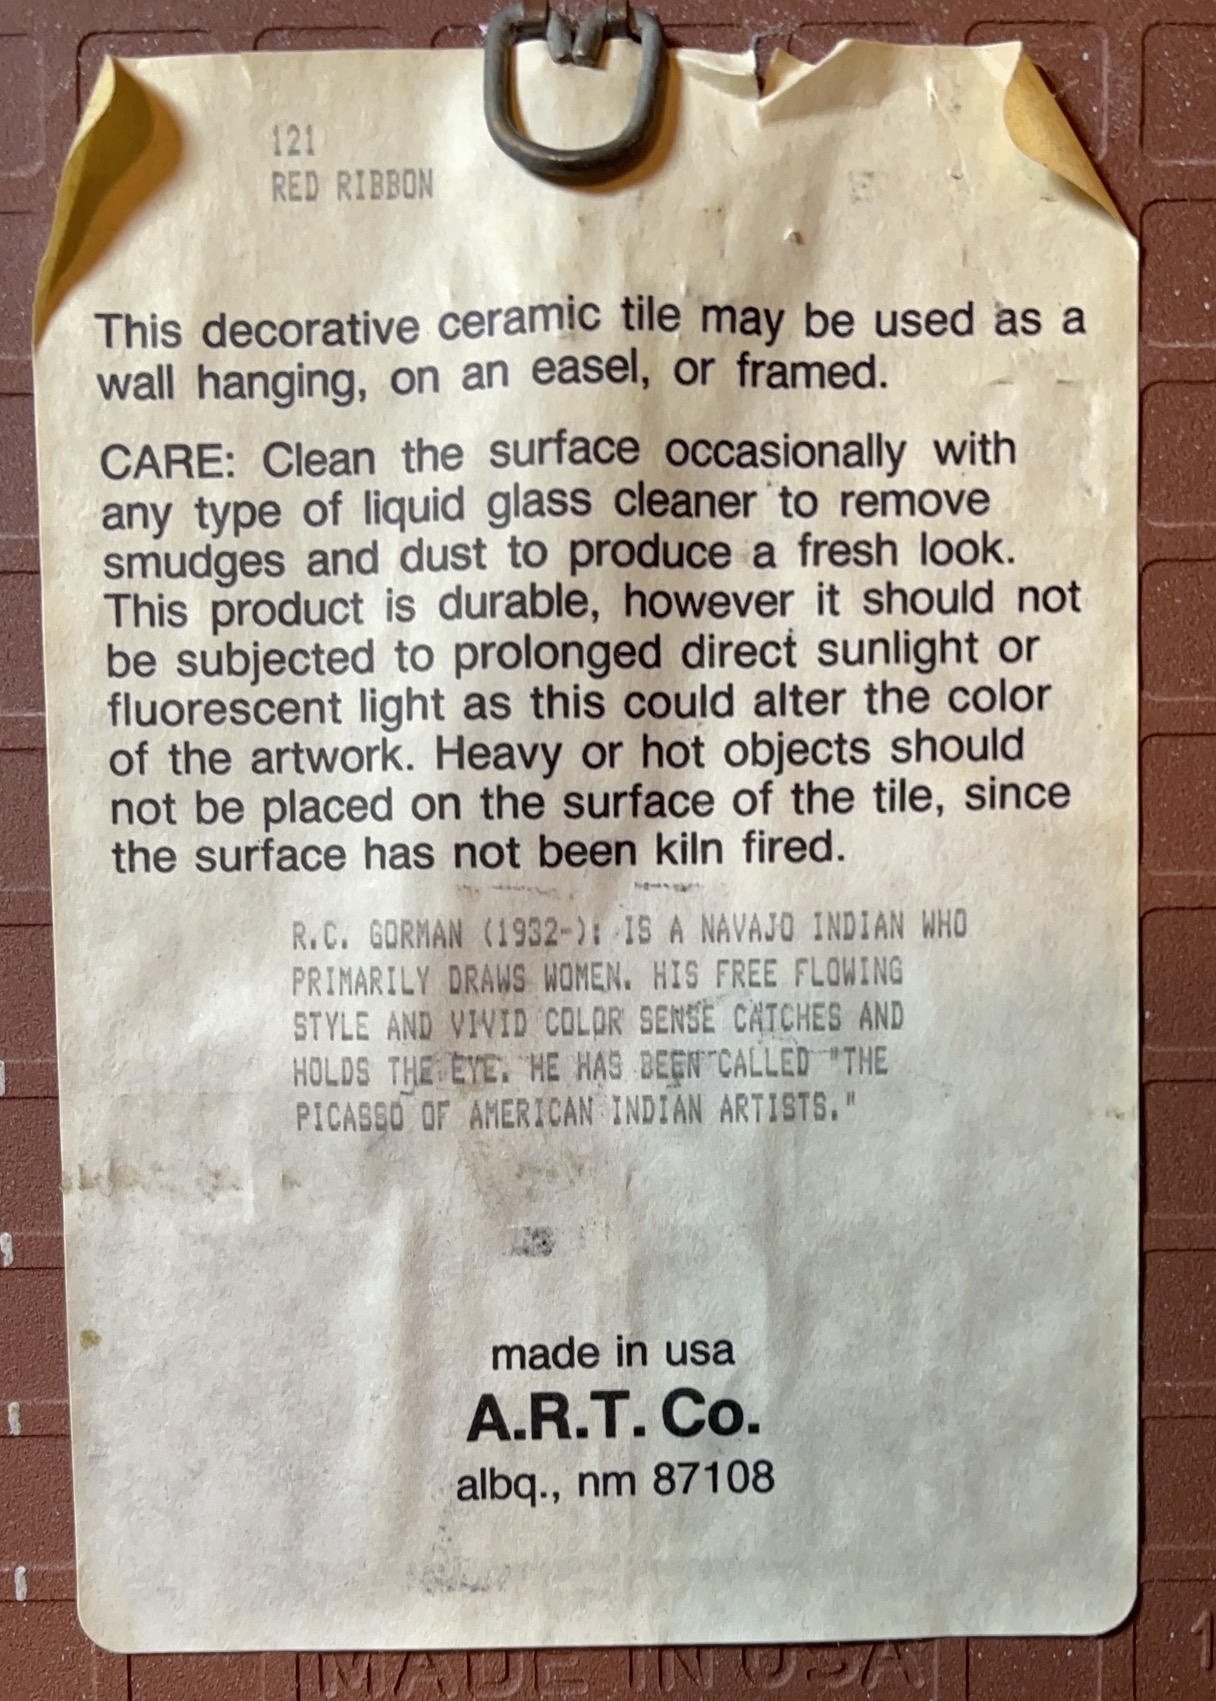 121
RED RIBBON
This decorative ceramic tile may be used as a
wall hanging, on an easel, or framed.
CARE: Clean the surface occasionally with
any type of liquid glass cleaner to remove
smudges and dust to produce a fresh look.
This product is durable, however it should not
be subjected to prolonged direct sunlight or
fluorescent light as this could alter the color
of the artwork. Heavy or hot objects should
not be placed on the surface of the tile, since
the surface has not been kiln fired.
R.C. GORMAN (1932-): IS A NAVAJO INDIAN WHO
PRIMARILY DRAWS WOMEN. HIS FREE FLOWING
STYLE AND VIVID COLOR SENSE CATCHES AND
HOLDS THE EYE. HE HAS BEEN CALLED "THE
PICASSO OF AMERICAN INDIAN ARTISTS."
made in usa
A.R.T. Co.
albq., nm 87108
MADE IN USA